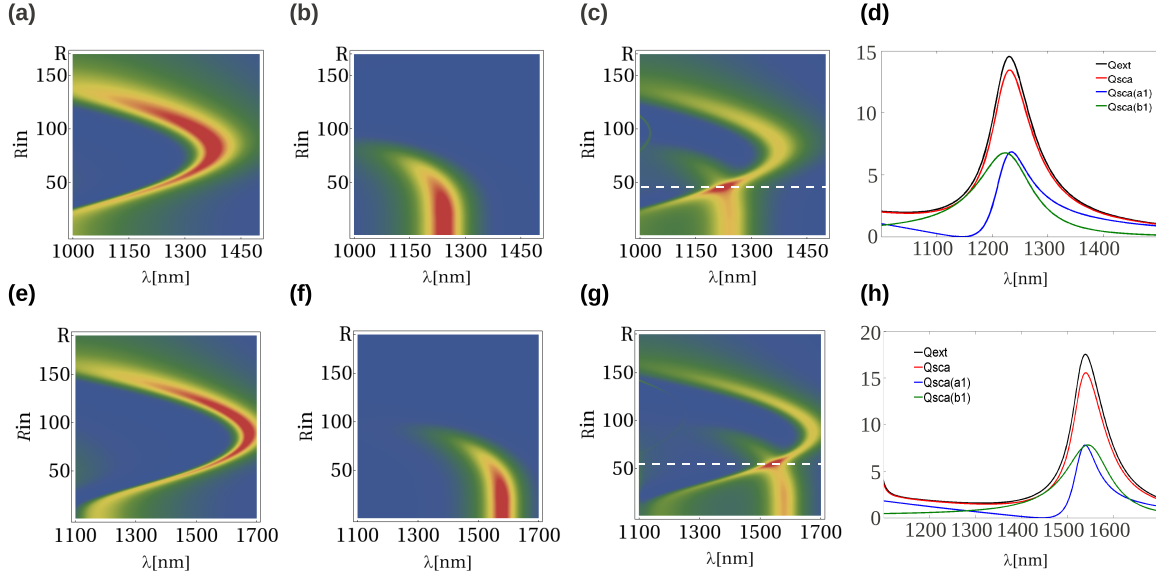 (a)
R
150
100
50
Rin
1000 1150 1300 1450
λ[nm]
(b)
R
150
100
50
Rin
1000 1150 1300 1450
λ[nm]
(c)
R
150
100
50
Rin
1000 1150 1300 1450
λ[nm]
(d)
15
10
5
0
Qext
Qsca
Qsca(a1)
Qsca(b1)
1100 1200 1300 1400
λ[nm]
(e)
R
150
100
50
Rin
1100 1300 1500 1700
λ[nm]
(f)
R
150
100
50
Rin
1100 1300 1500 1700
λ[nm]
(g)
R
150
100
50
Rin
1100 1300 1500 1700
λ[nm]
(h)
20
15
10
5
0
Qext
Qsca
Qsca(a1)
Qsca(b1)
1200 1300 1400 1500 1600
λ[nm]